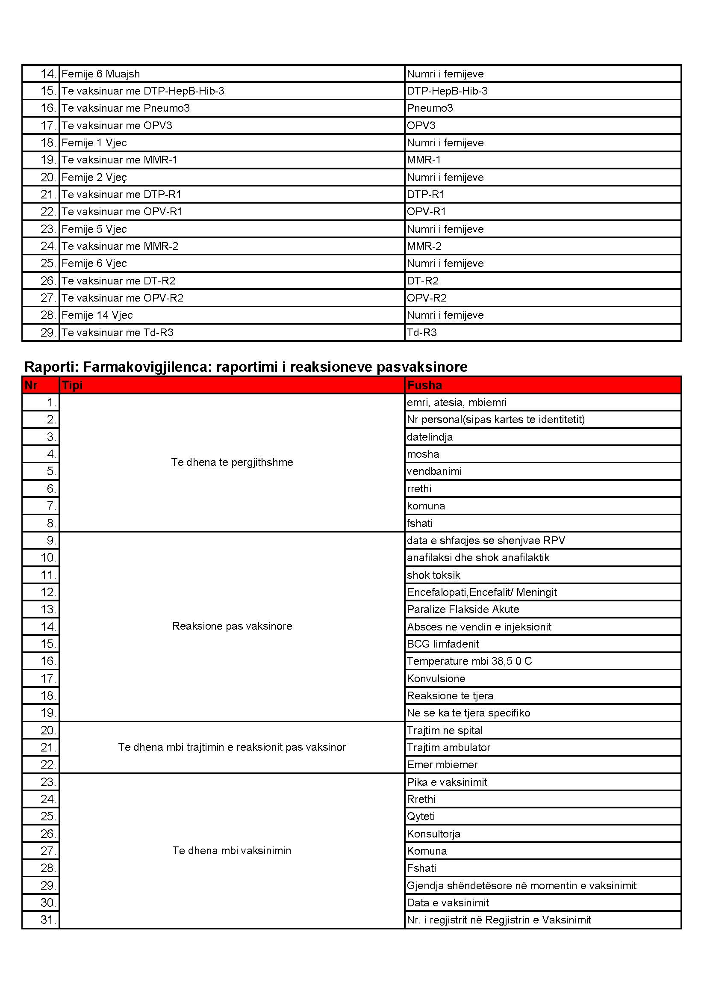 14. Femije 6 Muajsh Numri i femijeve
15. Te vaksinuar me DTP-HepB-Hib-3 DTP-HepB-Hib-3
16. Te vaksinuar me Pneumo3 Pneumo3
17. Te vaksinuar me OPV3 OPV3
18. Femije 1 Vjec Numri i femijeve
19. Te vaksinuar me MMR-1 MMR-1
20. Femije 2 Vjeç Numri i femijeve
21. Te vaksinuar me DTP-R1 DTP-R1
22. Te vaksinuar me OPV-R1 OPV-R1
23. Femije 5 Vjec Numri i femijeve
24. Te vaksinuar me MMR-2 MMR-2
25. Femije 6 Vjec Numri i femijeve
26. Te vaksinuar me DT-R2 DT-R2
27. Te vaksinuar me OPV-R2 OPV-R2
28. Femije 14 Vjec Numri i femijeve
29. Te vaksinuar me Td-R3 Td-R3
Raporti: Farmakovigjilenca: raportimi i reaksioneve pasvaksinore
Nr Tipi Fusha
Te dhena te pergjithshme
1. emri, atesia, mbiemri
2. Nr personal(sipas kartes te identitetit)
3. datelindja
4. mosha
5. vendbanimi
6. rrethi
7. komuna
8. fshati
Reaksione pas vaksinore
9. data e shfaqjes se shenjvae RPV
10. anafilaksi dhe shok anafilaktik
11. shok toksik
12. Encefalopati,Encefalit/ Meningit
13. Paralize Flakside Akute
14. Absces ne vendin e injeksionit
15. BCG limfadenit
16. Temperature mbi 38,5 0 C
17. Konvulsione
18. Reaksione te tjera
19. Ne se ka te tjera specifiko
Te dhena mbi trajtimin e reaksionit pas vaksinor
20. Trajtim ne spital
21. Trajtim ambulator
22. Emer mbiemer
Te dhena mbi vaksinimin
23. Pika e vaksinimit
24. Rrethi
25. Qyteti
26. Konsultorja
27. Komuna
28. Fshati
29. Gjendja shëndetësore në momentin e vaksinimit
30. Data e vaksinimit
31. Nr. i regjistrit në Regjistrin e Vaksinimit